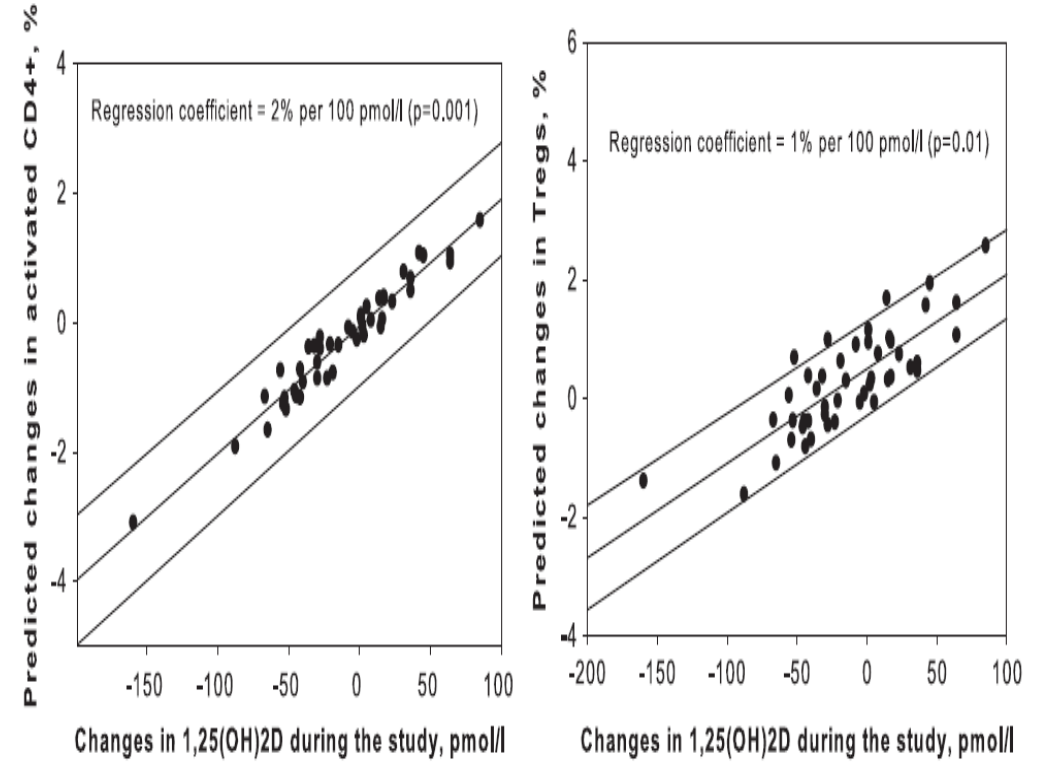 Predicted changes in activated CD4+, %
4
2
0
-2
-4
Regression coefficient = 2% per 100 pmol/l (p=0.001)
-150 -100 -50 0 50 100
Changes in 1,25(OH)2D during the study, pmol/l
Predicted changes in Tregs, %
6
4
2
0
-2
-4
Regression coefficient = 1% per 100 pmol/l (p=0.01)
-200 -150 -100 -50 0 50 100
Changes in 1,25(OH)2D during the study, pmol/l